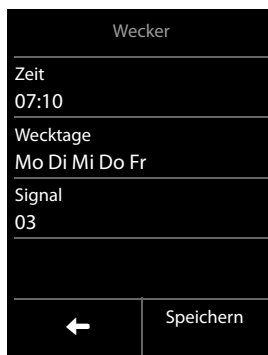 Wecker
Zeit
07:10
Wecktage
Mo Di Mi Do Fr
Signal
03
Speichern